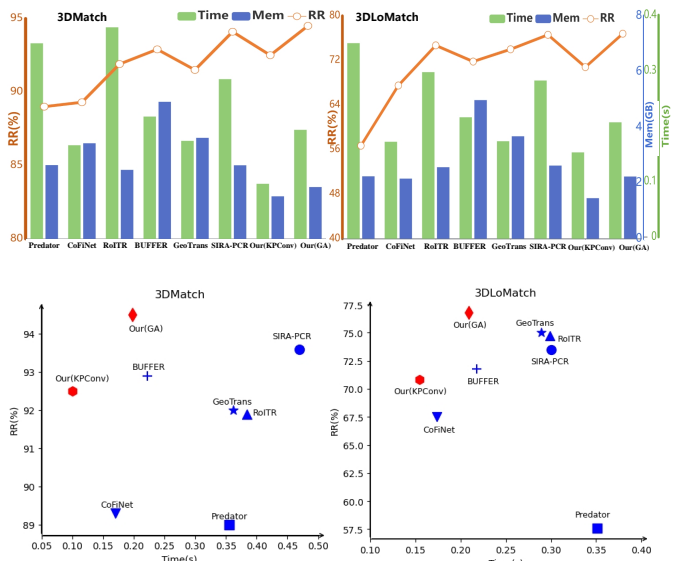 3DMatch
Time Mem RR
95
90
85
80
RR(%)
Predator CoFiNet RoITR BUFFER GeoTrans SIRA-PCR Our(KPConv) Our(GA)
3DLoMatch
Time Mem RR
80
72
64
56
48
40
RR(%)
8
6
4
2
0
Mem(GB)
0.4
0.3
0.1
0
Time(s)
Predator CoFiNet RoITR BUFFER GeoTrans SIRA-PCR Our(KPConv) Our(GA)
3DMatch
Our(GA)
SIRA-PCR
BUFFER
Our(KPConv)
GeoTrans
RoITR
CoFiNet
Predator
94
93
92
91
90
89
RR(%)
0.05 0.10 0.15 0.20 0.25 0.30 0.35 0.40 0.45 0.50
Time(s)
3DLoMatch
Our(GA)
GeoTrans
RoITR
SIRA-PCR
BUFFER
Our(KPConv)
CoFiNet
Predator
77.5
75.0
72.5
70.0
67.5
65.0
62.5
60.0
57.5
RR(%)
0.10 0.15 0.20 0.25 0.30 0.35 0.40
Time(s)